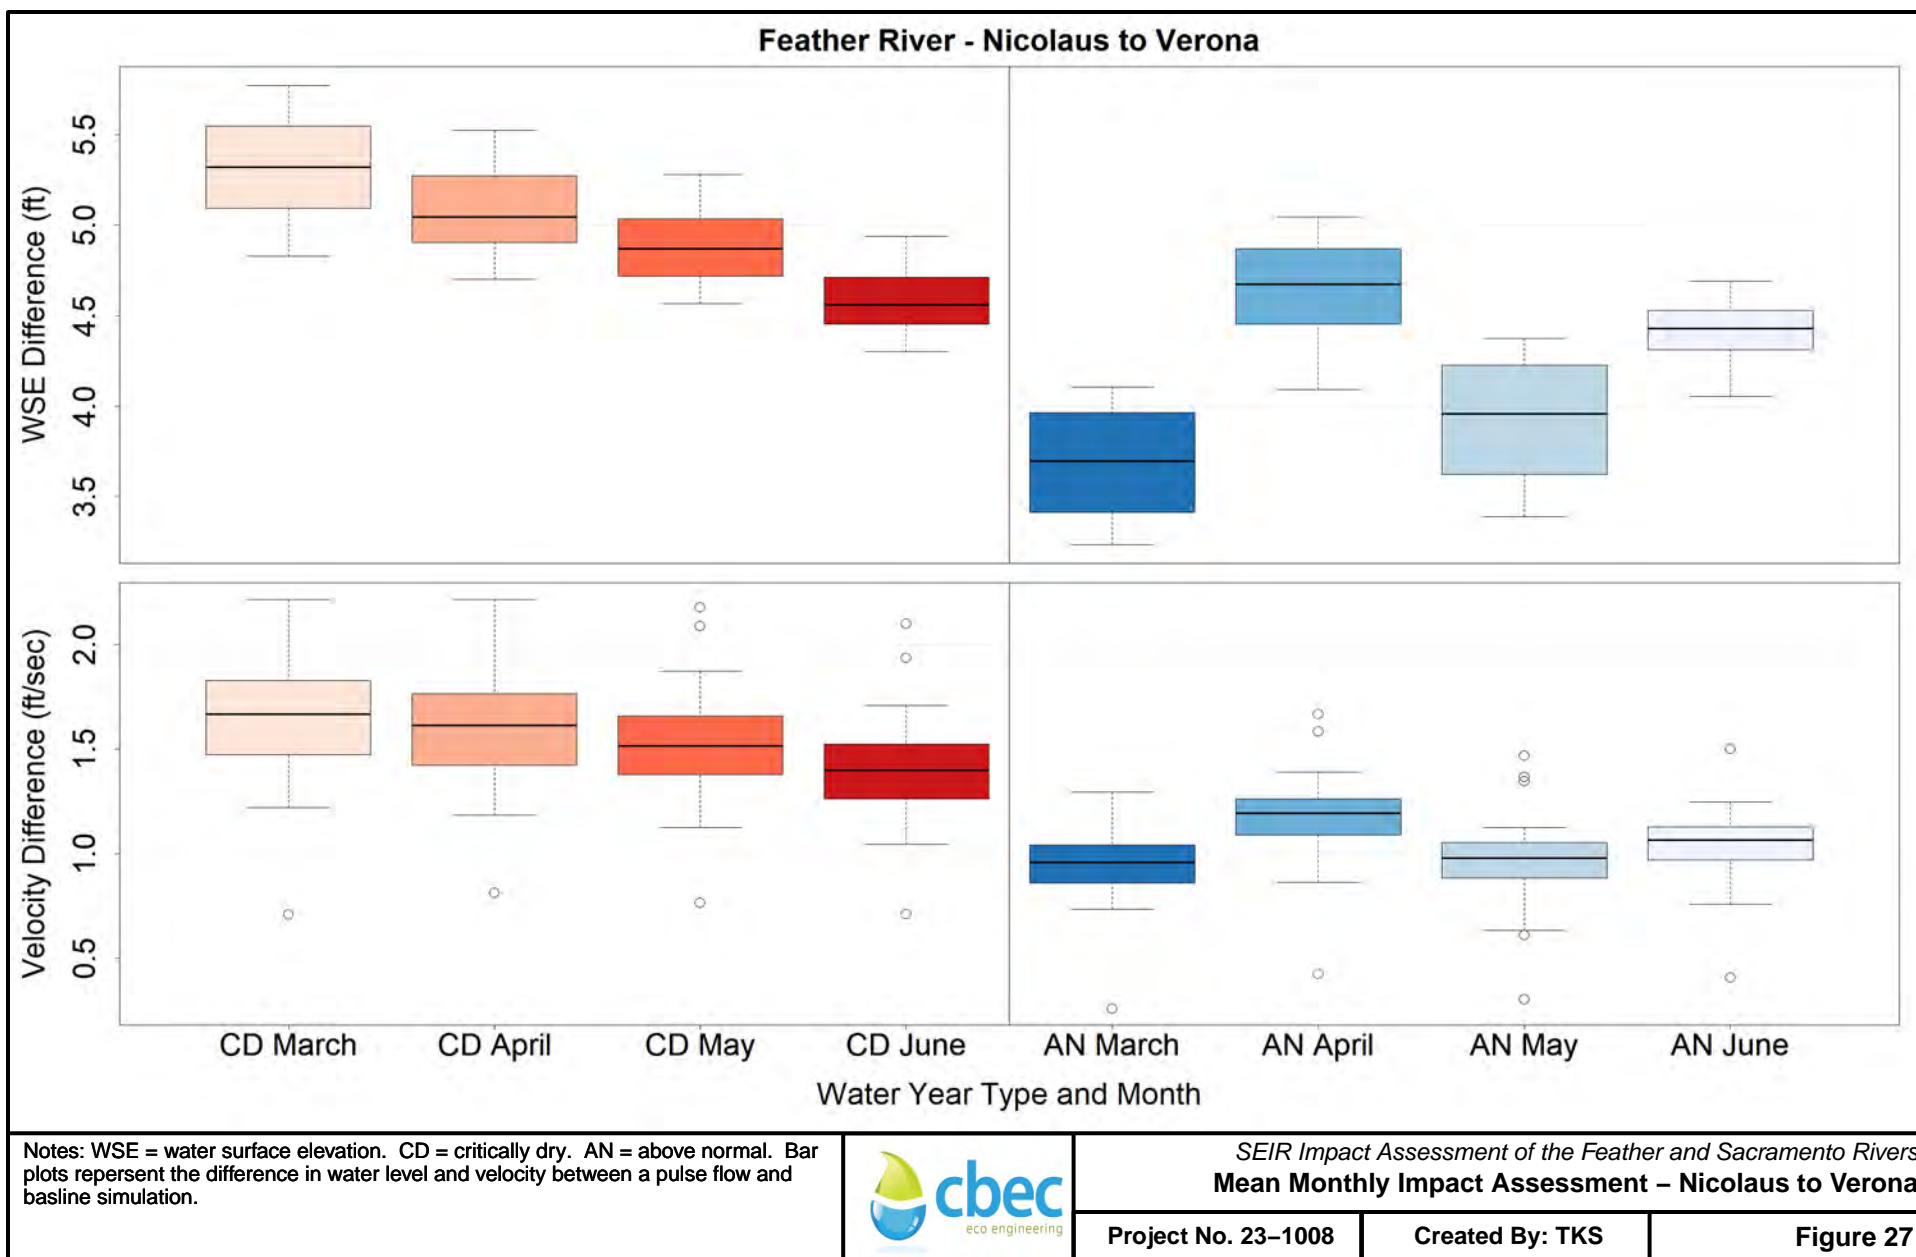 Feather River - Nicolaus to Verona
WSE Difference (ft)
5.5
5.0
4.5
4.0
3.5
Velocity Difference (ft/sec)
2.0
1.5
1.0
0.5
CD March CD April CD May CD June AN March AN April AN May AN June
Water Year Type and Month
Notes: WSE = water surface elevation. CD = critically dry. AN = above normal. Bar
plots repersent the difference in water level and velocity between a pulse flow and
basline simulation.
cbec
eco engineering
SEIR Impact Assessment of the Feather and Sacramento Rivers
Mean Monthly Impact Assessment – Nicolaus to Verona
Project No. 23–1008 Created By: TKS Figure 27